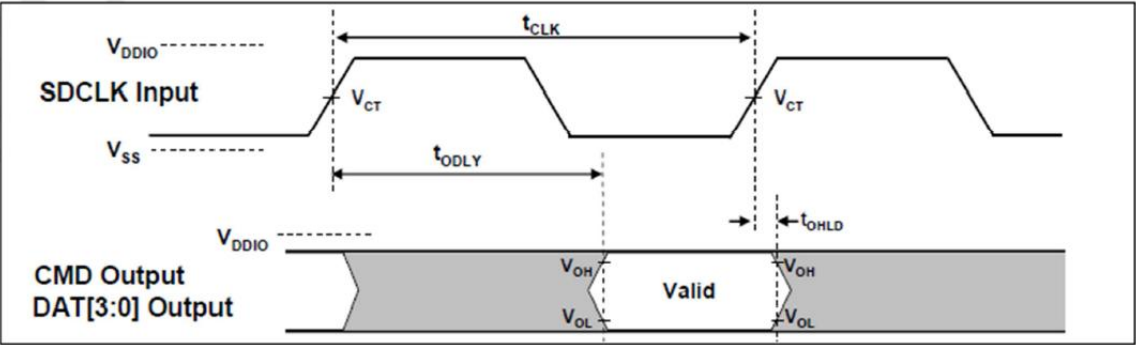 tCLK
VDDIO
SDCLK Input
VCT
VCT
VSS
tODLY
tOHLD
VDDIO
CMD Output
DAT[3:0] Output
VOH
Valid
VOH
VOL
VOL